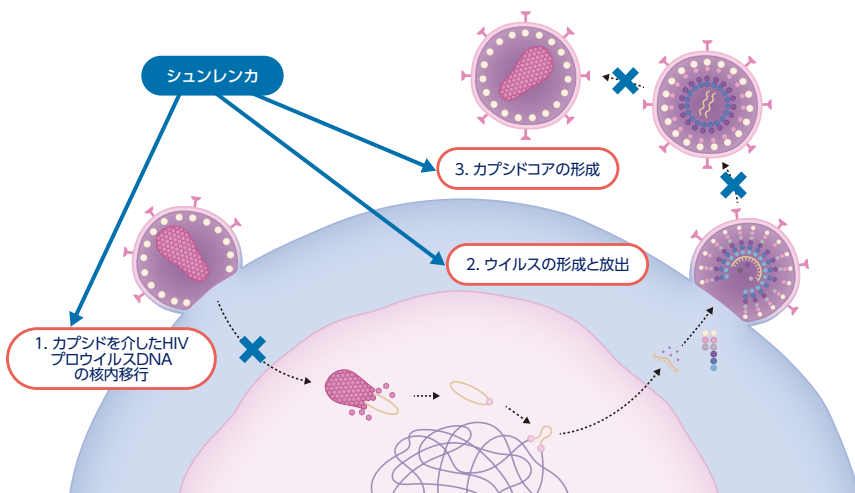 シュンレンカ
3. カプシドコアの形成
2. ウイルスの形成と放出
1. カプシドを介したHIV
プロウイルスDNA
の核内移行